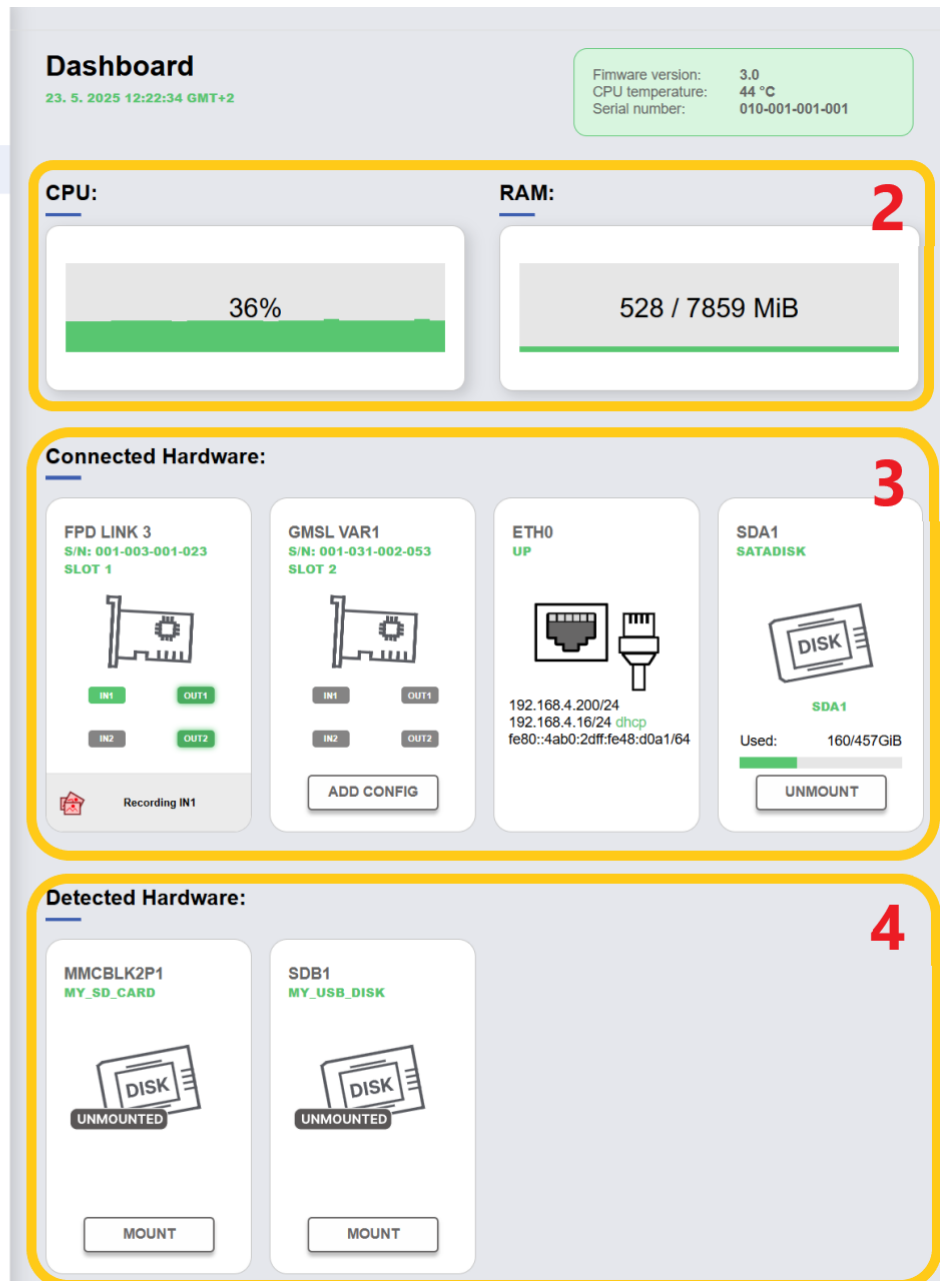 Dashboard
23. 5. 2025 12:22:34 GMT+2
Fimware version: 3.0
CPU temperature: 44 °C
Serial number: 010-001-001-001
CPU:
RAM:
2
36%
528 / 7859 MiB
Connected Hardware:
3
FPD LINK 3
S/N: 001-003-001-023
SLOT 1
IN1
OUT1
IN2
OUT2
Recording IN1
GMSL VAR1
S/N: 001-031-002-053
SLOT 2
IN1
OUT1
IN2
OUT2
ADD CONFIG
ETH0
UP
192.168.4.200/24
192.168.4.16/24 dhcp
fe80::4ab0:2dff:fe48:d0a1/64
SDA1
SATADISK
DISK
SDA1
Used: 160/457GiB
UNMOUNT
Detected Hardware:
4
MMCBLK2P1
MY_SD_CARD
DISK
UNMOUNTED
MOUNT
SDB1
MY_USB_DISK
DISK
UNMOUNTED
MOUNT